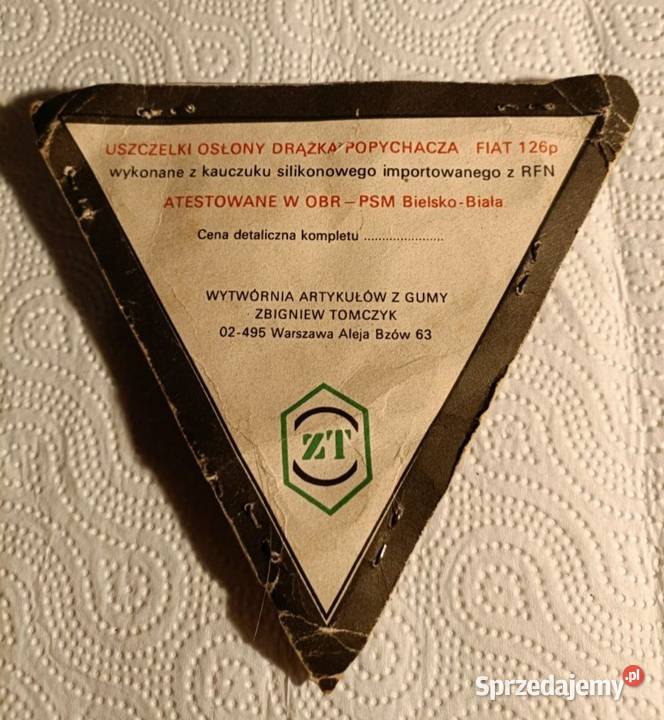 USZCZELKI OSŁONY DRĄŻKA POPYCHACZA FIAT 126p
wykonane z kauczuku silikonowego importowanego z RFN
ATESTOWANE W OBR – PSM Bielsko-Biała
Cena detaliczna kompletu ......................
WYTWÓRNIA ARTYKUŁÓW Z GUMY
ZBIGNIEW TOMCZYK
02-495 Warszawa Aleja Bzów 63
ZT
Sprzedajemy.pl